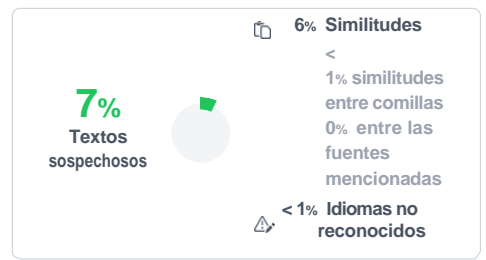 7%
Textos
sospechosos
6% Similitudes
<
1% similitudes
entre comillas
0% entre las
fuentes
mencionadas
< 1% Idiomas no
reconocidos